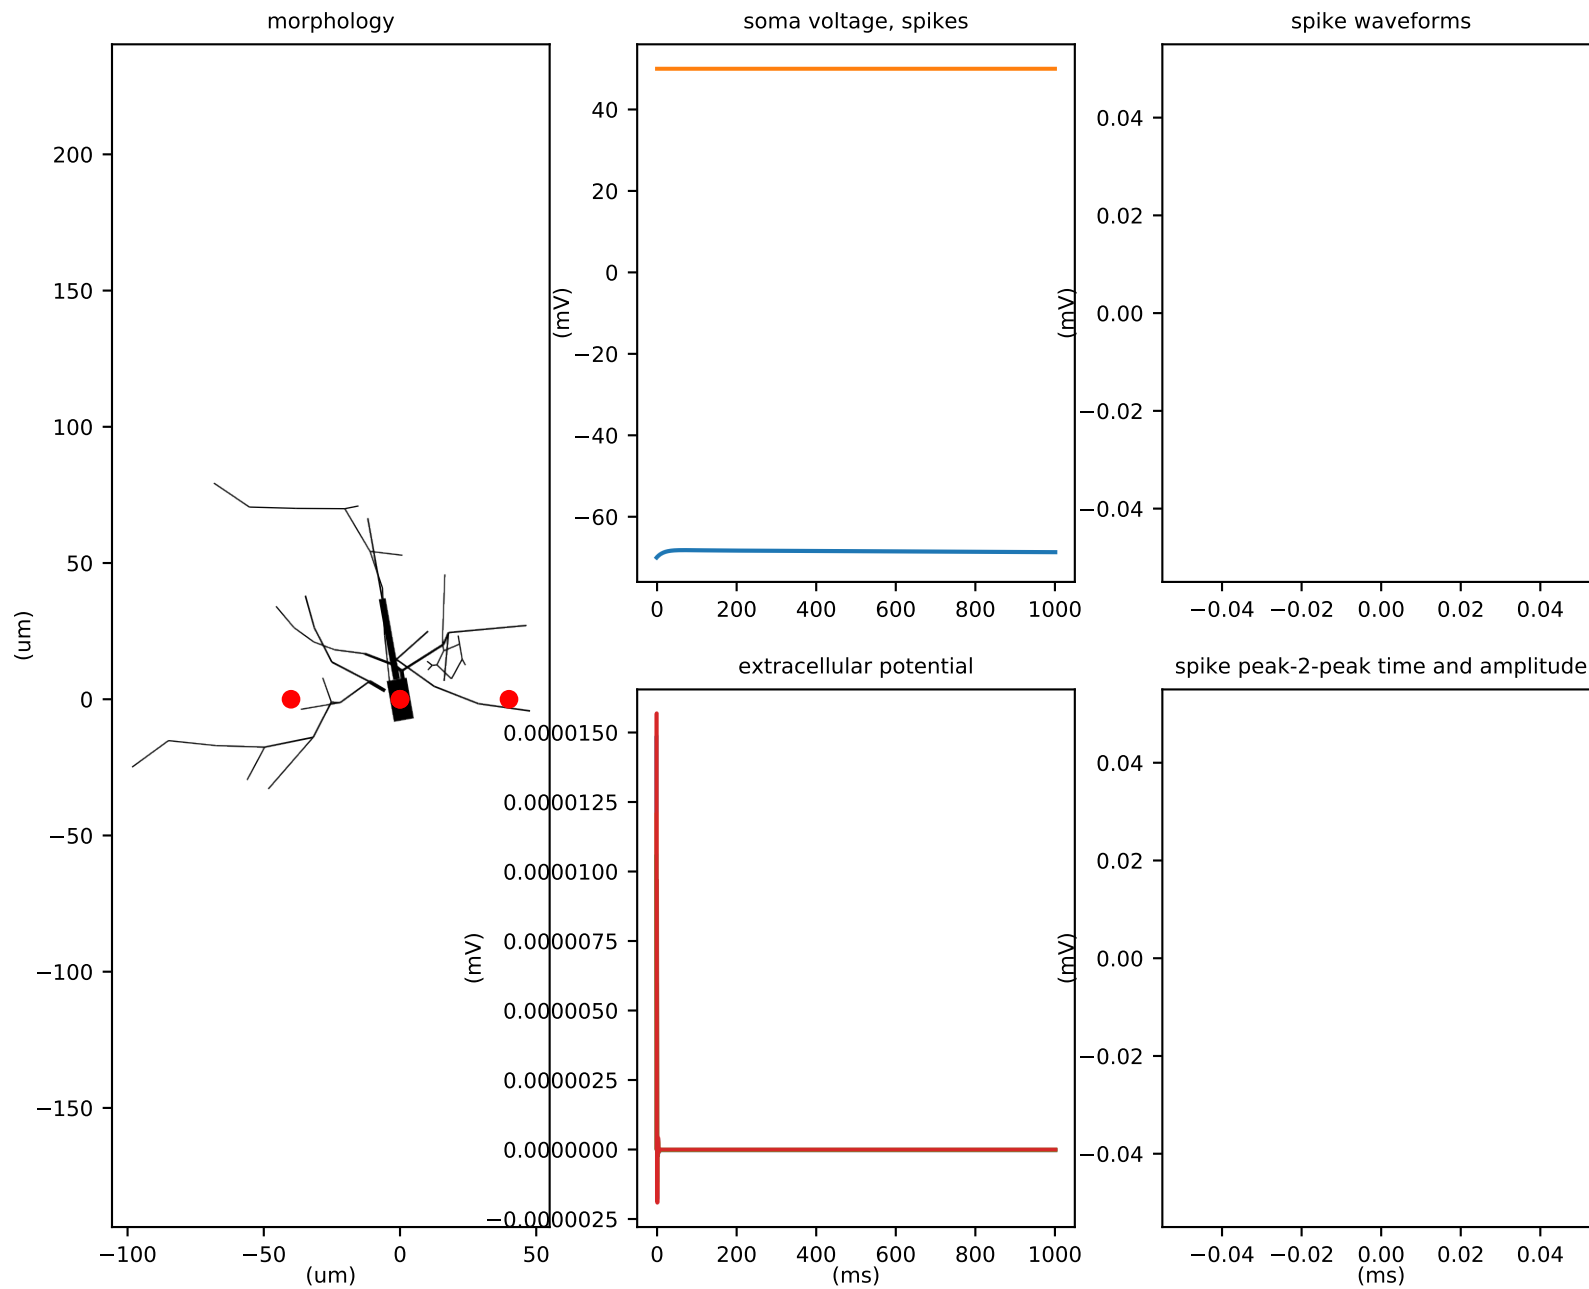 morphology
200
150
100
50
0
−50
−100
−150
−100 −50 0 50
(um)
(um)
soma voltage, spikes
40
20
0
−20
−40
−60
0 200 400 600 800 1000
(mV)
spike waveforms
0.04
0.02
0.00
−0.02
−0.04
−0.04 −0.02 0.00 0.02 0.04
(mV)
extracellular potential
0.0000150
0.0000125
0.0000100
0.0000075
0.0000050
0.0000025
0.0000000
−0.0000025
0 200 400 600 800 1000
(ms)
(mV)
spike peak-2-peak time and amplitude
0.04
0.02
0.00
−0.02
−0.04
−0.04 −0.02 0.00 0.02 0.04
(ms)
(mV)